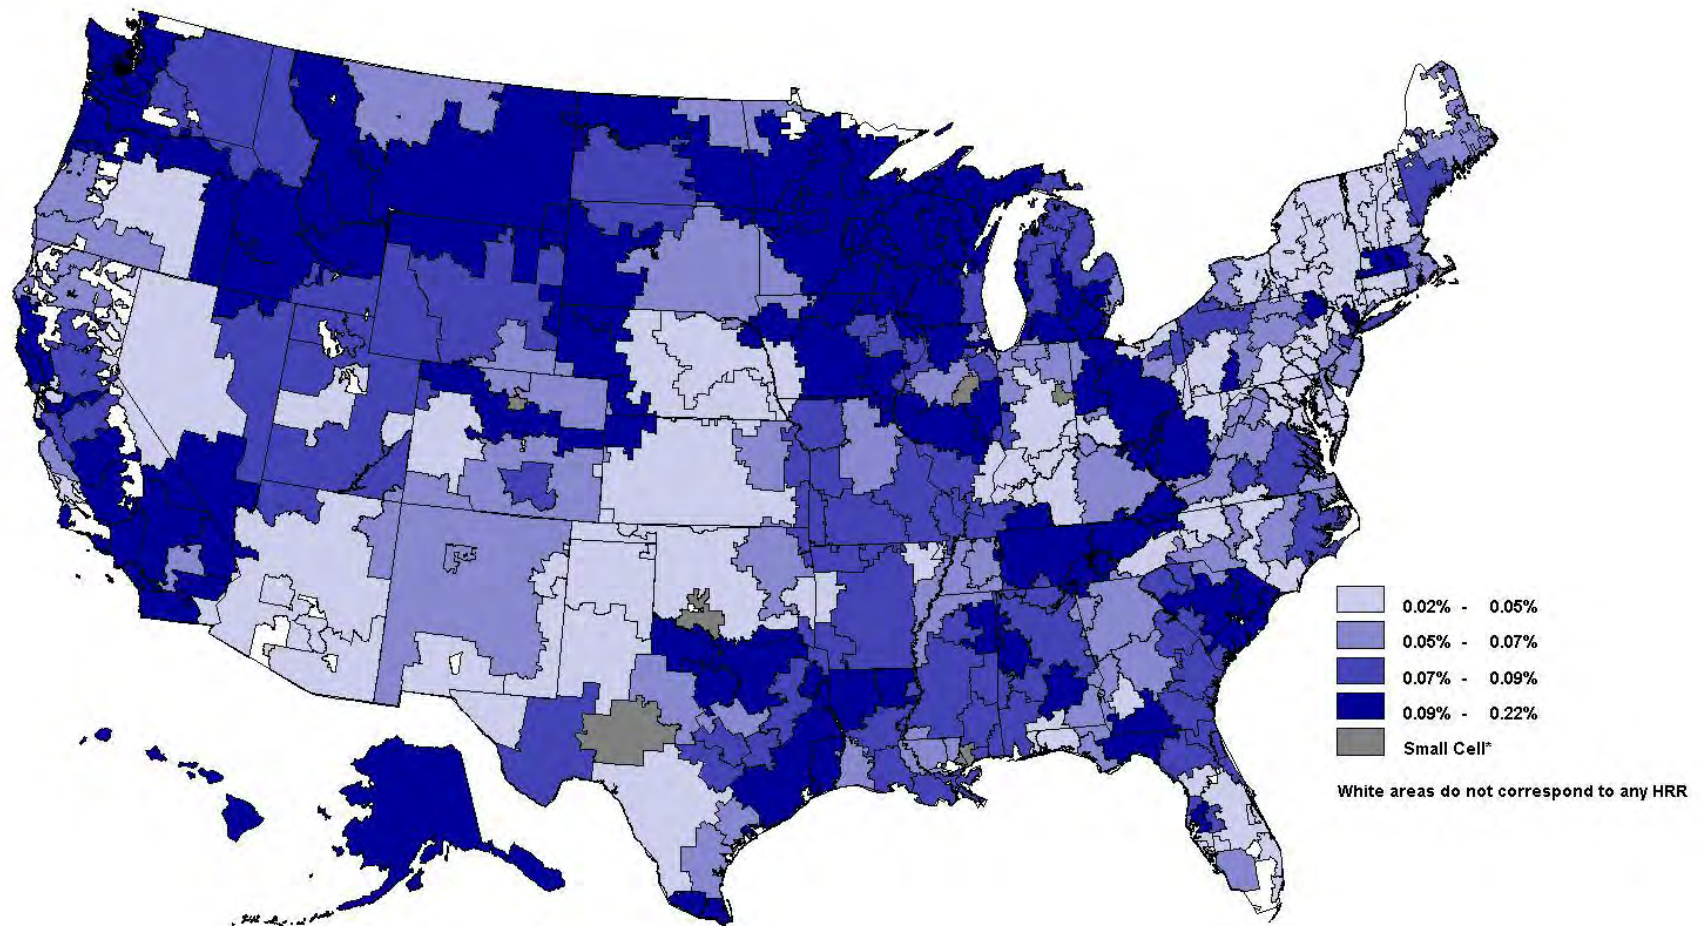 0.02% - 0.05%
0.05% - 0.07%
0.07% - 0.09%
0.09% - 0.22%
Small Cell*
White areas do not correspond to any HRR